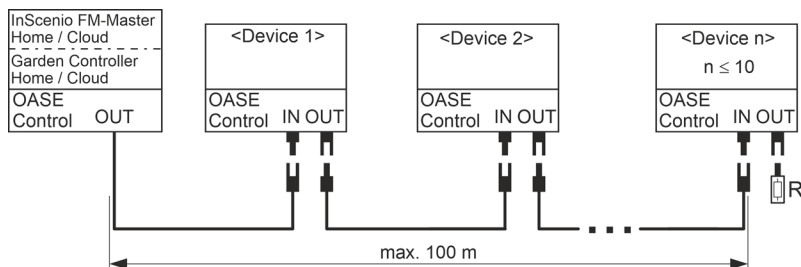 InScenio FM-Master
Home / Cloud
Garden Controller
Home / Cloud
OASE
Control OUT
<Device 1>
OASE
Control IN OUT
<Device 2>
OASE
Control IN OUT
<Device n>
n ≤ 10
OASE
Control IN OUT
R
max. 100 m